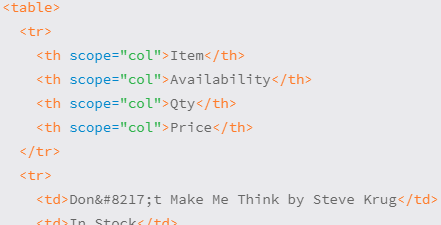 <table>
<tr>
<th scope="col">Item</th>
<th scope="col">Availability</th>
<th scope="col">Qty</th>
<th scope="col">Price</th>
</tr>
<tr>
<td>Don&#8217;t Make Me Think by Steve Krug</td>
<td>In Stock</td>